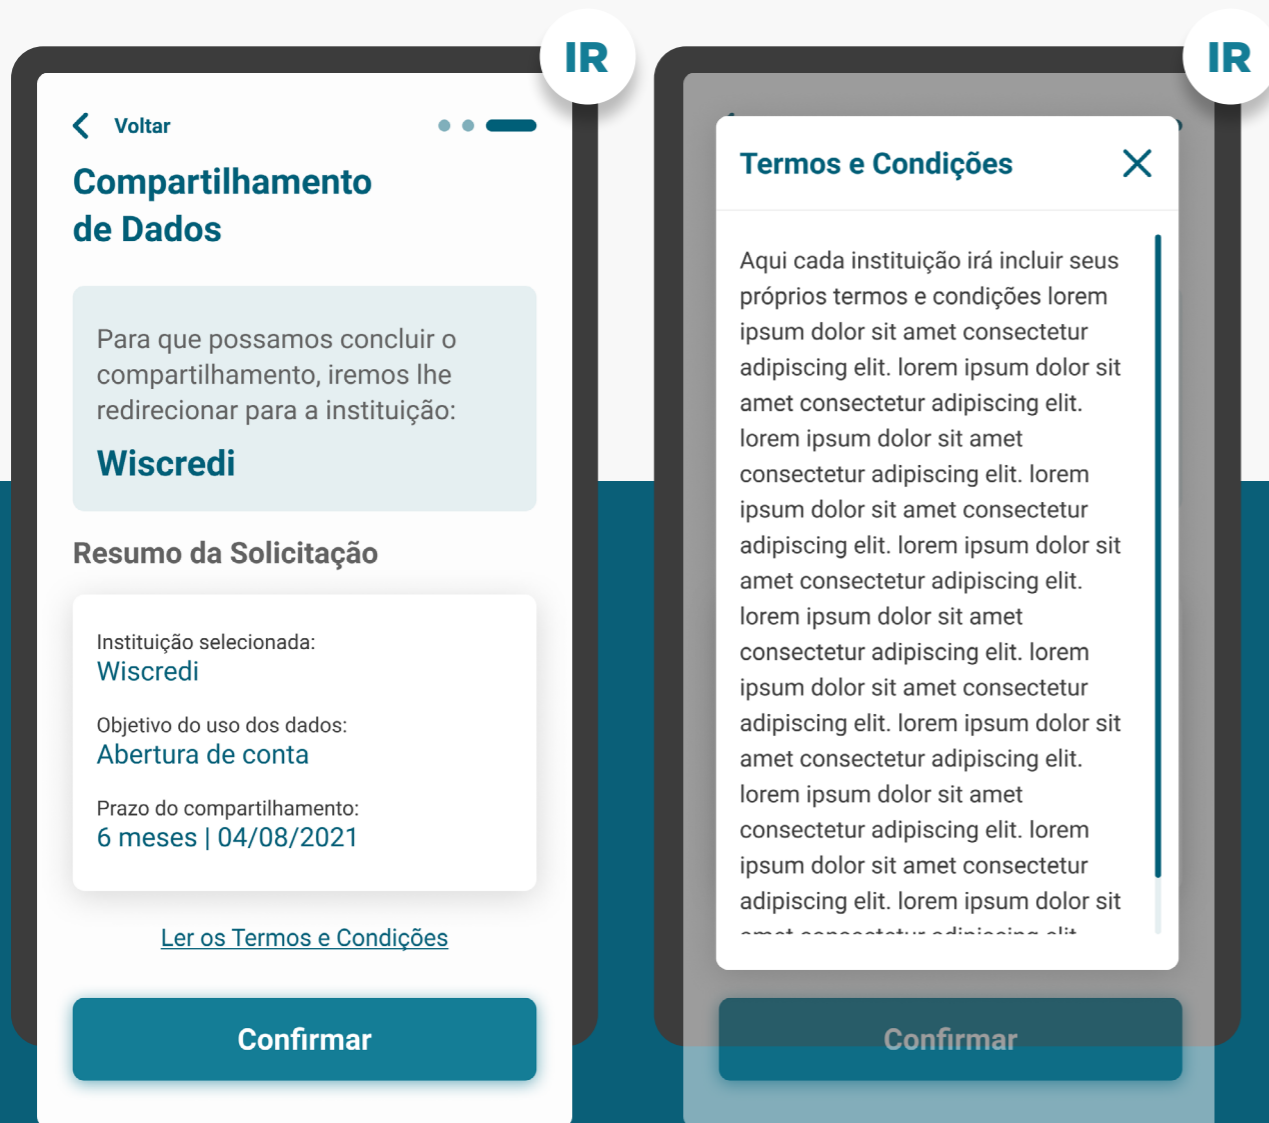 IR
Voltar
Compartilhamento
de Dados
Para que possamos concluir o
compartilhamento, iremos lhe
redirecionar para a instituição:
Wiscredi
Resumo da Solicitação
Instituição selecionada:
Wiscredi
Objetivo do uso dos dados:
Abertura de conta
Prazo do compartilhamento:
6 meses | 04/08/2021
Ler os Termos e Condições
Confirmar
IR
Termos e Condições
Aqui cada instituição irá incluir seus
próprios termos e condições lorem
ipsum dolor sit amet consectetur
adipiscing elit. lorem ipsum dolor sit
amet consectetur adipiscing elit.
lorem ipsum dolor sit amet
consectetur adipiscing elit. lorem
ipsum dolor sit amet consectetur
adipiscing elit. lorem ipsum dolor sit
amet consectetur adipiscing elit.
lorem ipsum dolor sit amet
consectetur adipiscing elit. lorem
ipsum dolor sit amet consectetur
adipiscing elit. lorem ipsum dolor sit
amet consectetur adipiscing elit.
lorem ipsum dolor sit amet
consectetur adipiscing elit. lorem
ipsum dolor sit amet consectetur
adipiscing elit. lorem ipsum dolor sit
amet consectetur adipiscing elit.
Confirmar